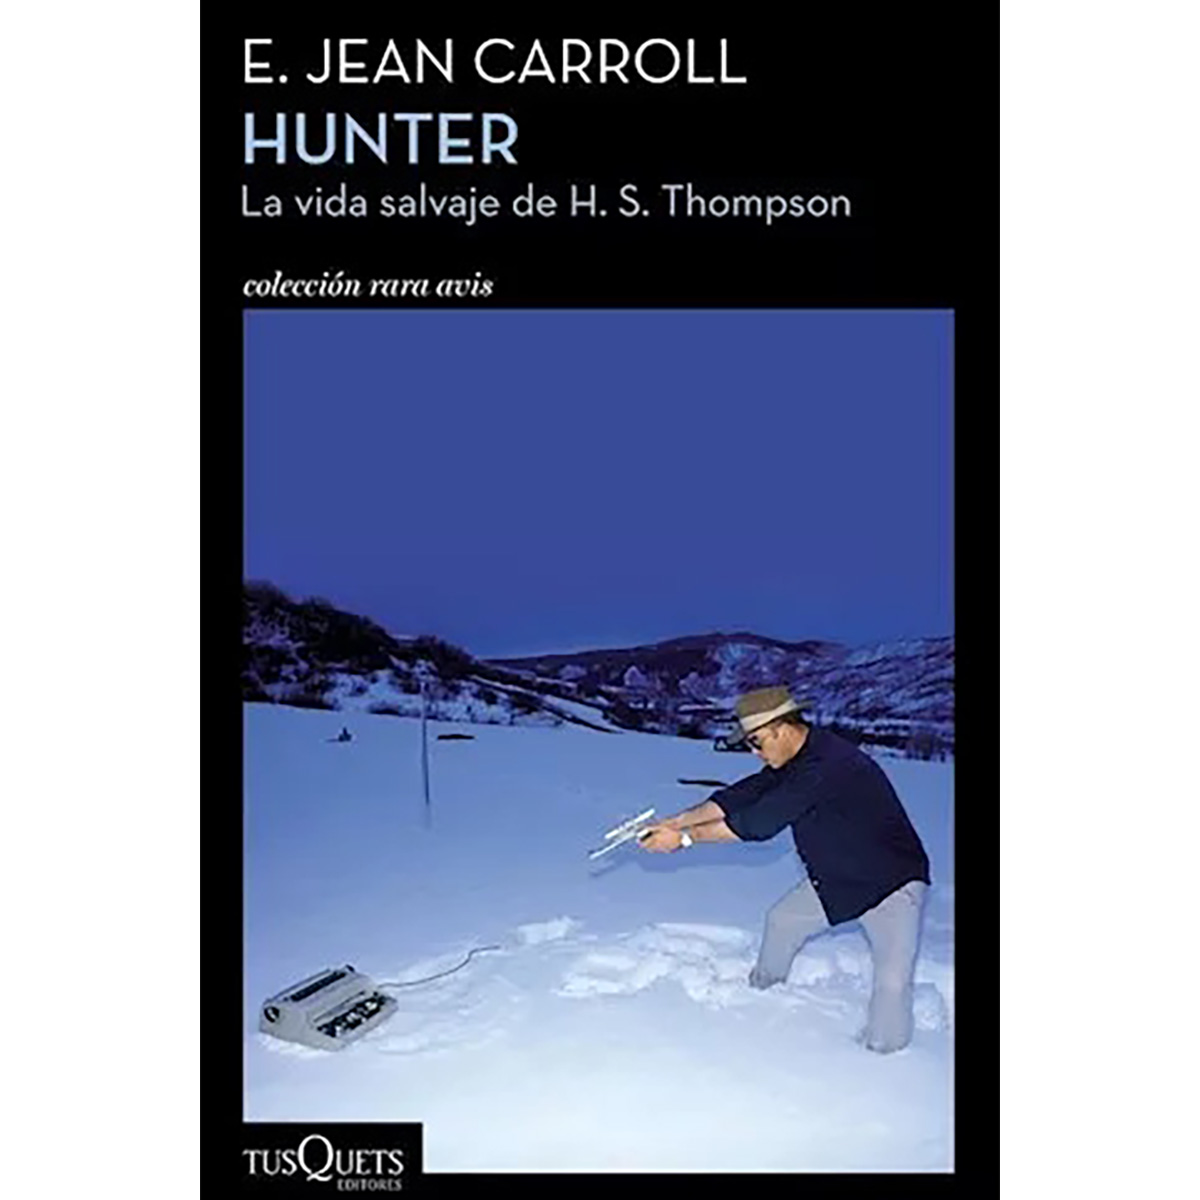 E. JEAN CARROLL
HUNTER
La vida salvaje de H. S. Thompson
colección rara avis
TUSQUETS
EDITORES